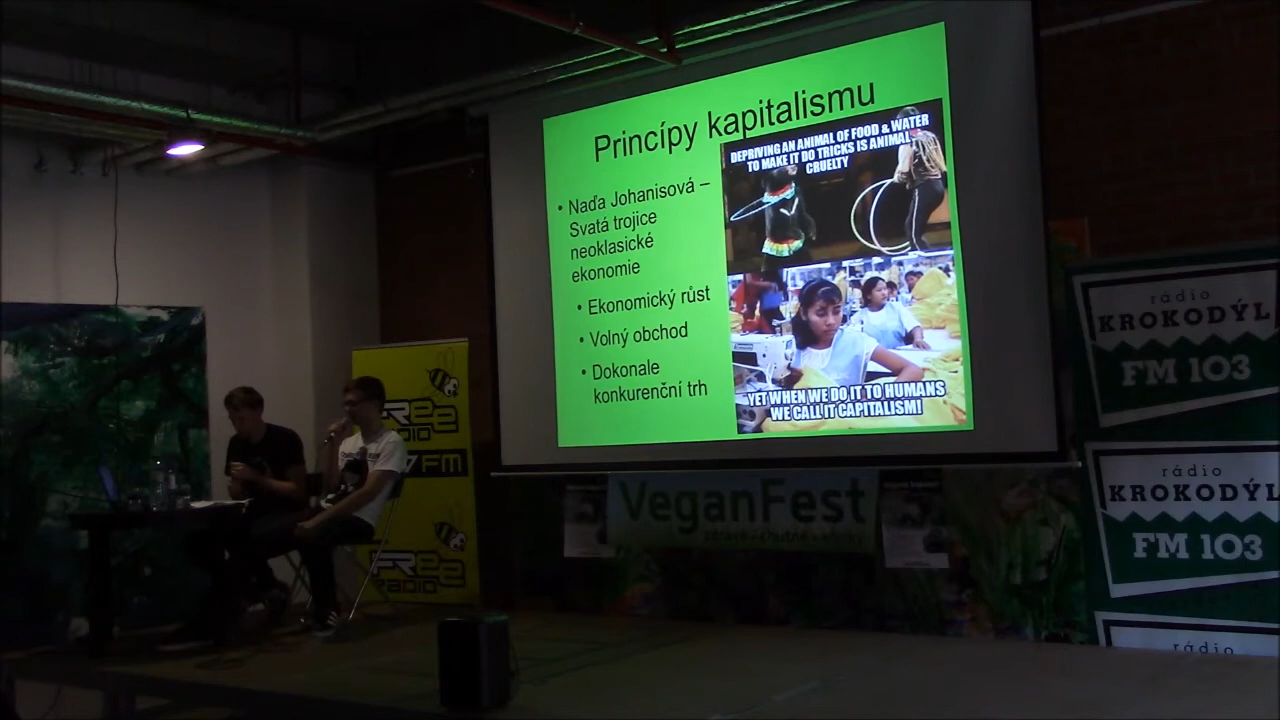 Princípy kapitalismu
• Naďa Johanisová –
Svatá trojice
neoklasické
ekonomie
• Ekonomický růst
• Volný obchod
• Dokonale
konkurenční trh
DEPRIVING AN ANIMAL OF FOOD & WATER
TO MAKE IT DO TRICKS IS ANIMAL
CRUELTY
YET WHEN WE DO IT TO HUMANS
WE CALL IT CAPITALISM!
FRee
RADIO
7 FM
FRee
RADIO
VeganFest
rádio
KROKODÝL
FM 103
rádio
KROKODÝL
FM 103
rádio